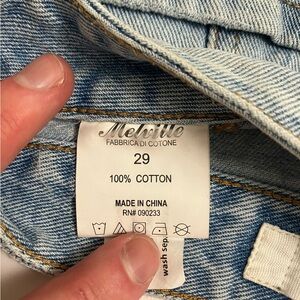 Melville
FABBRICA DI COTONE
29
100% COTTON
MADE IN CHINA
RN# 090233
wash sep